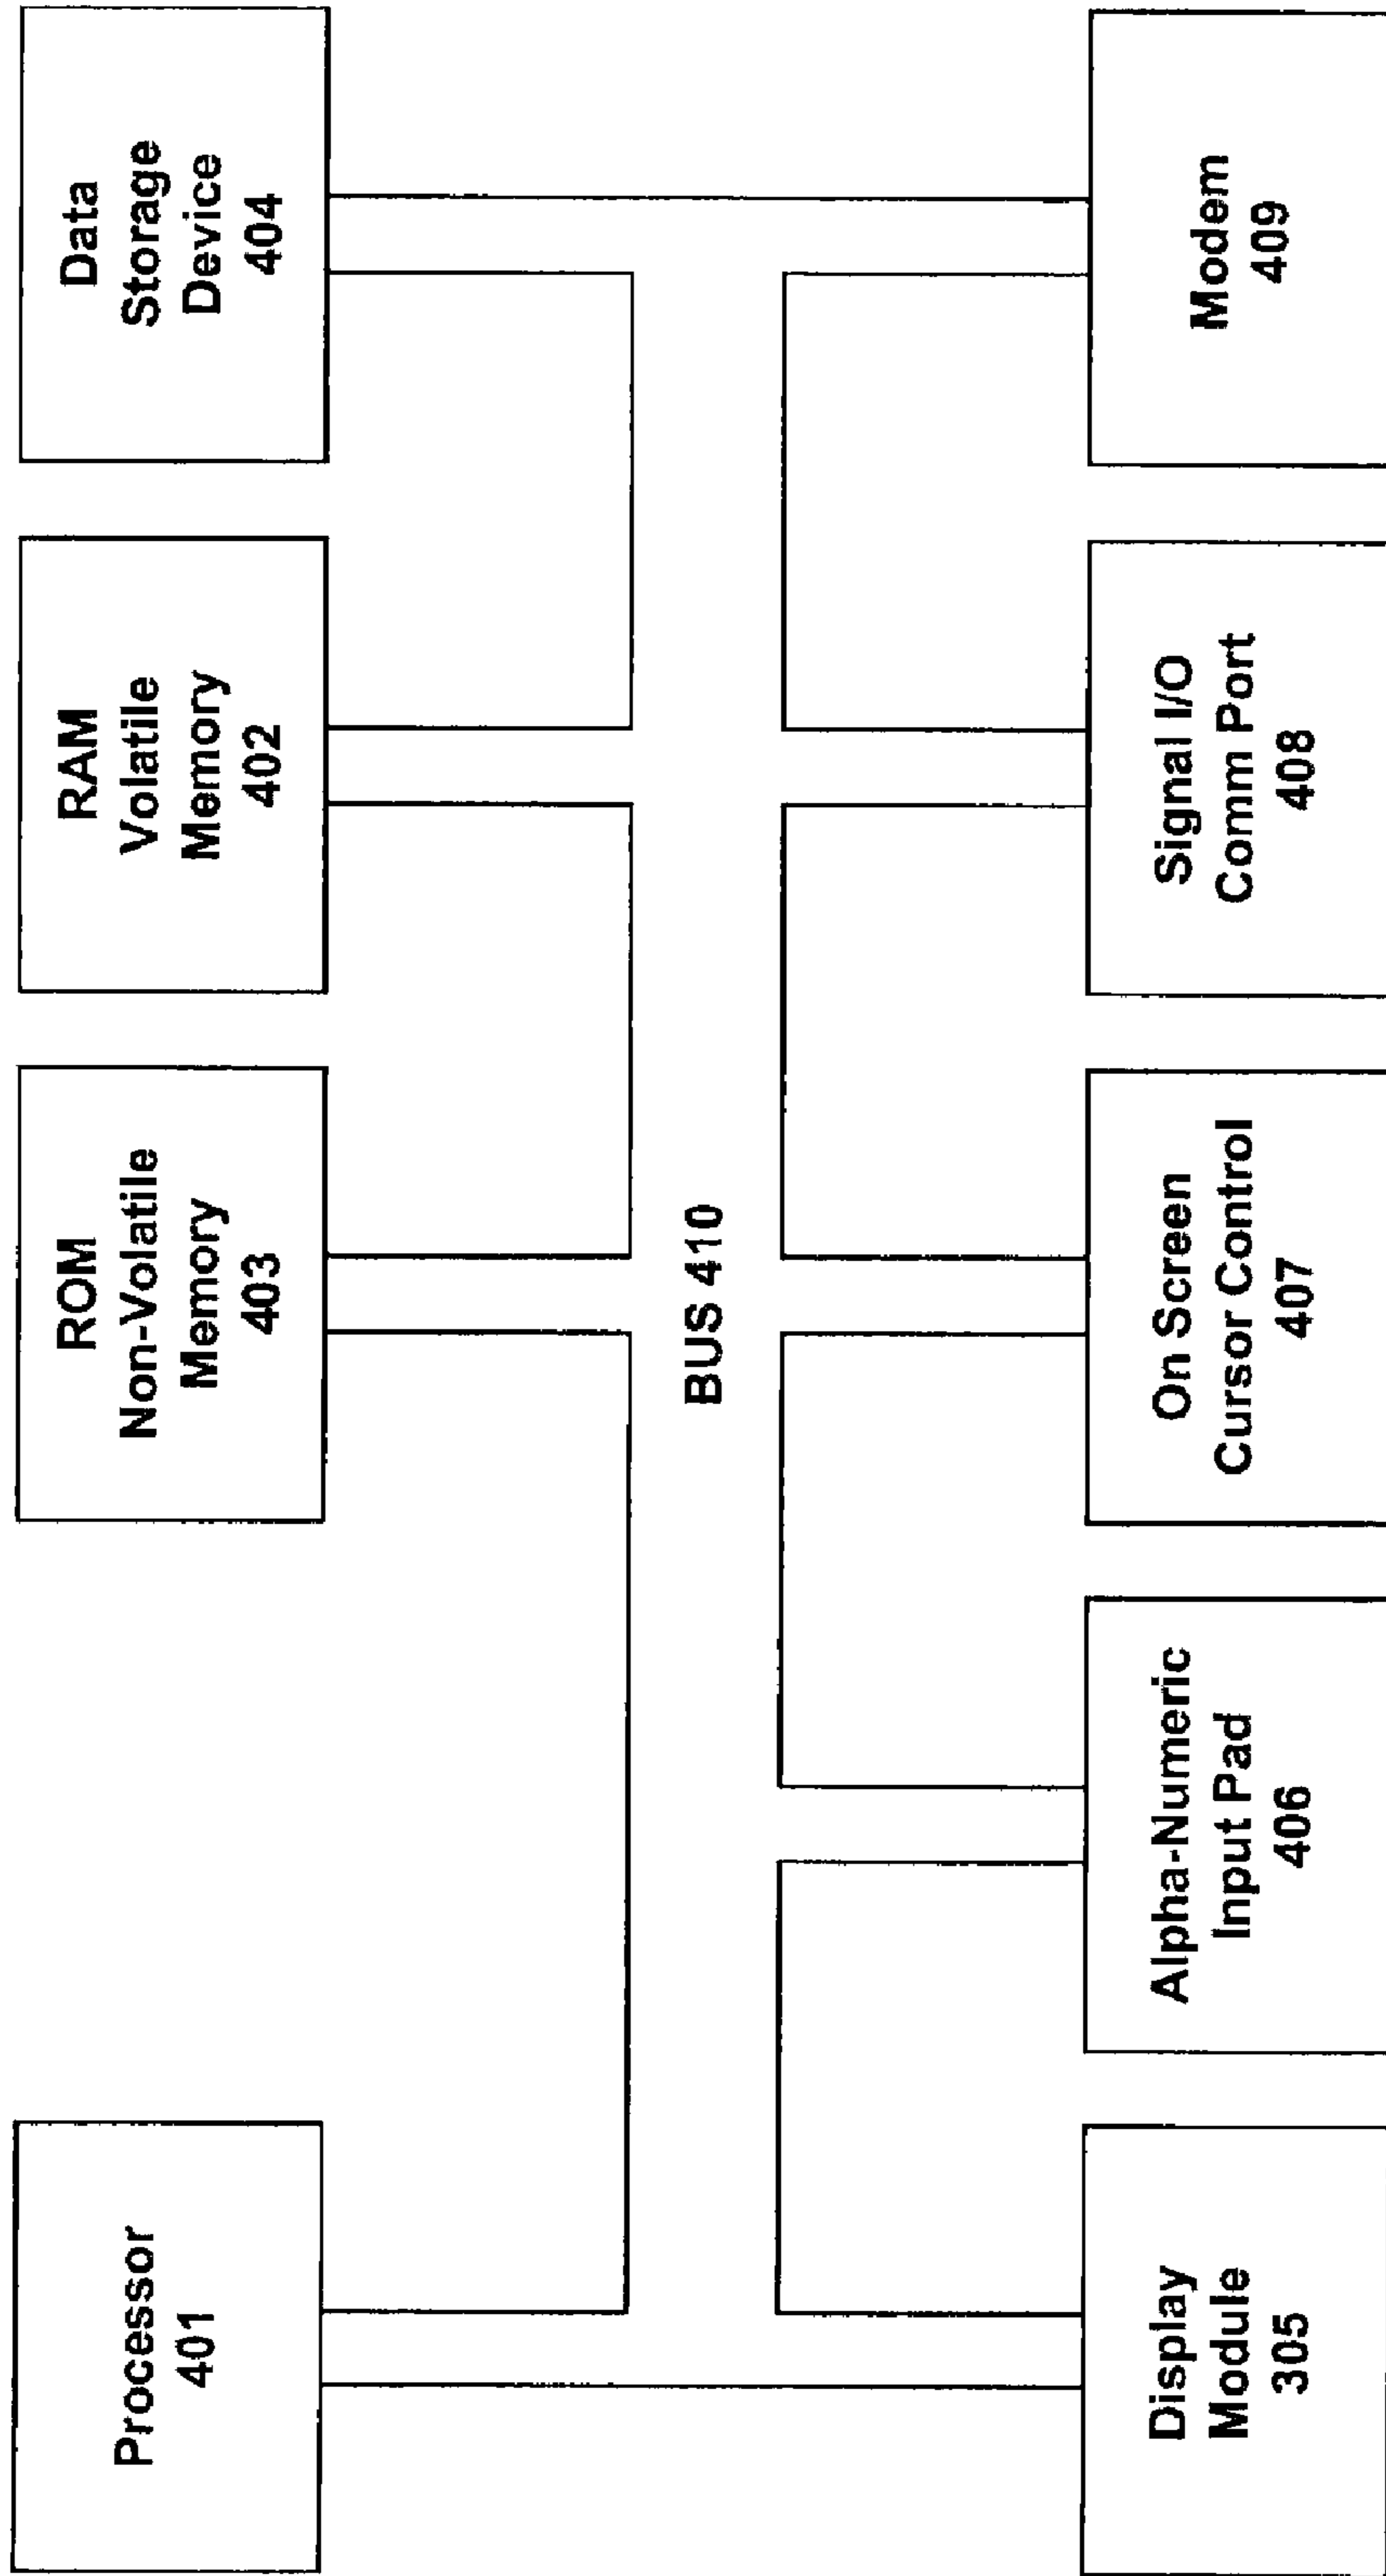 Processor
401
ROM
Non-Volatile
Memory
403
RAM
Volatile
Memory
402
Data
Storage
Device
404
BUS 410
Display
Module
305
Alpha-Numeric
Input Pad
406
On Screen
Cursor Control
407
Signal I/O
Comm Port
408
Modem
409